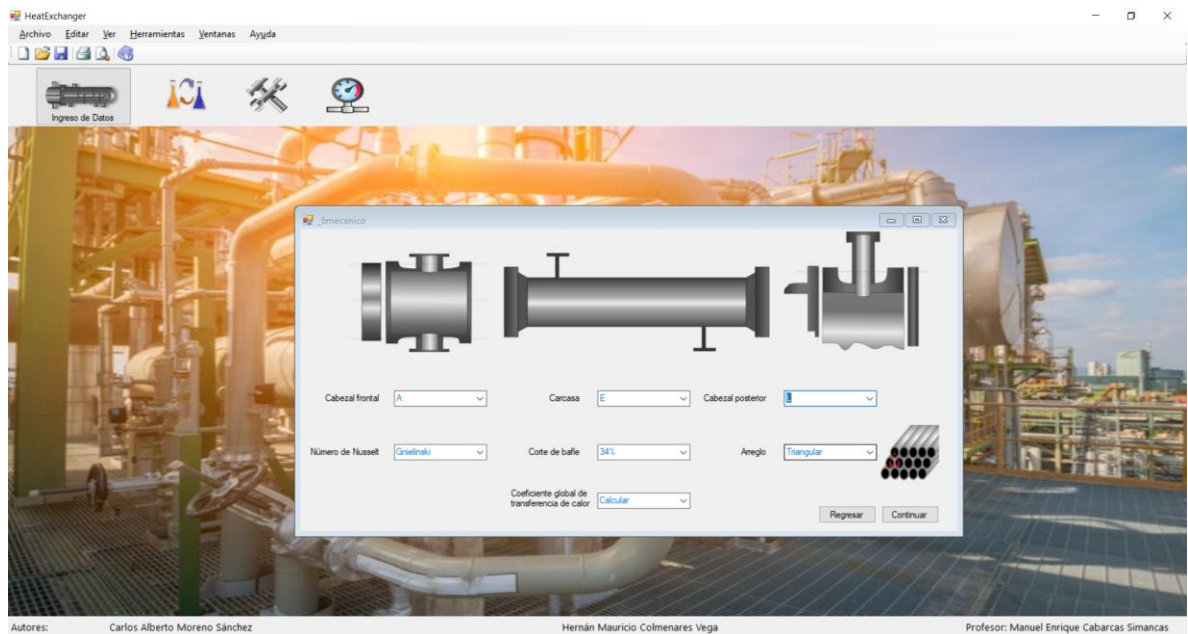 HeatExchanger
Archivo Editar Ver Herramientas Ventanas Ayuda
Ingreso de Datos
_fimecanico
Cabezal frontal A Carcasa E Cabezal posterior L
Número de Nusselt Gnielinski Corte de bafle 34% Arreglo Triangular
Coeficiente global de
transferencia de calor Calcular
Regresar Continuar
Autores: Carlos Alberto Moreno Sánchez Hernán Mauricio Colmenares Vega Profesor: Manuel Enrique Cabarcas Simancas